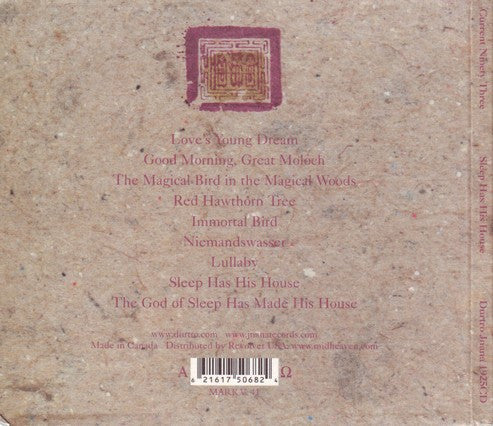 Love's Young Dream
Good Morning, Great Moloch
The Magical Bird in the Magical Woods
Red Hawthorn Tree
Immortal Bird
Niemandswasser
Lullaby
Sleep Has His House
The God of Sleep Has Made His House
www.durtro.com www.jnanarecords.com
Made in Canada Distributed by Revolver USA: www.midheaven.com
A Ω
6 21617 50682 4
MARK V: 41
Current Ninety Three
Sleep Has His House
Durtro/Jnana 1925CD